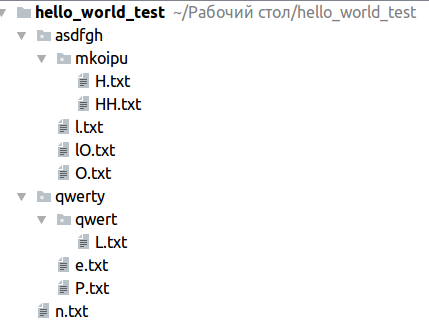 hello_world_test ~/Рабочий стол/hello_world_test
asdfgh
mkoipu
H.txt
HH.txt
l.txt
lO.txt
O.txt
qwerty
qwert
L.txt
e.txt
P.txt
n.txt